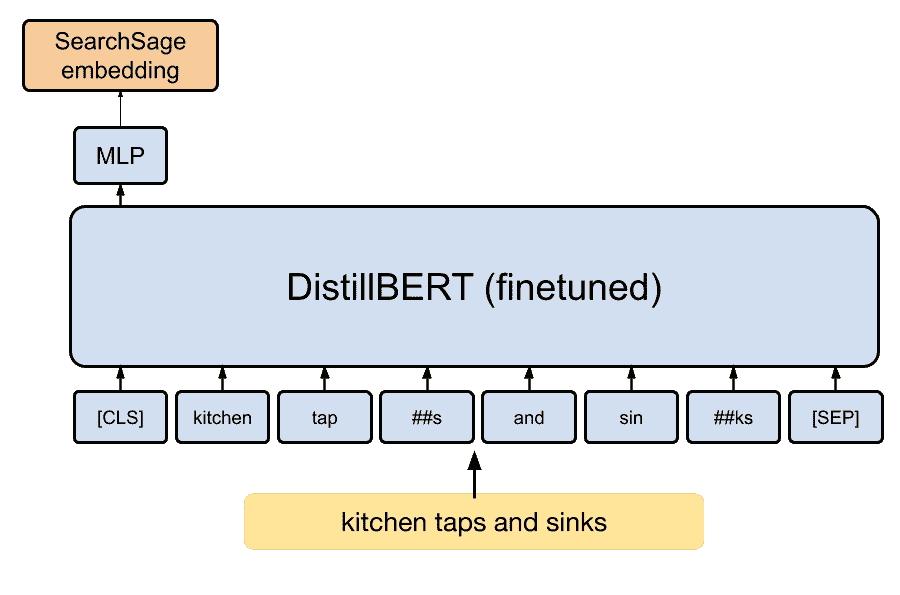 SearchSage
embedding
MLP
DistillBERT (finetuned)
[CLS] kitchen tap ##s and sin ##ks [SEP]
kitchen taps and sinks